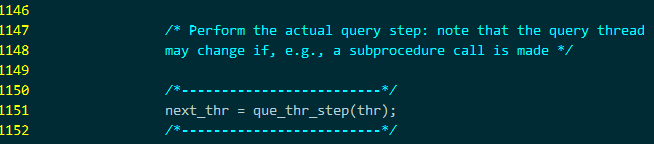 1146
1147 /* Perform the actual query step: note that the query thread
1148 may change if, e.g., a subprocedure call is made */
1149
1150 /*-------------------------*/
1151 next_thr = que_thr_step(thr);
1152 /*-------------------------*/